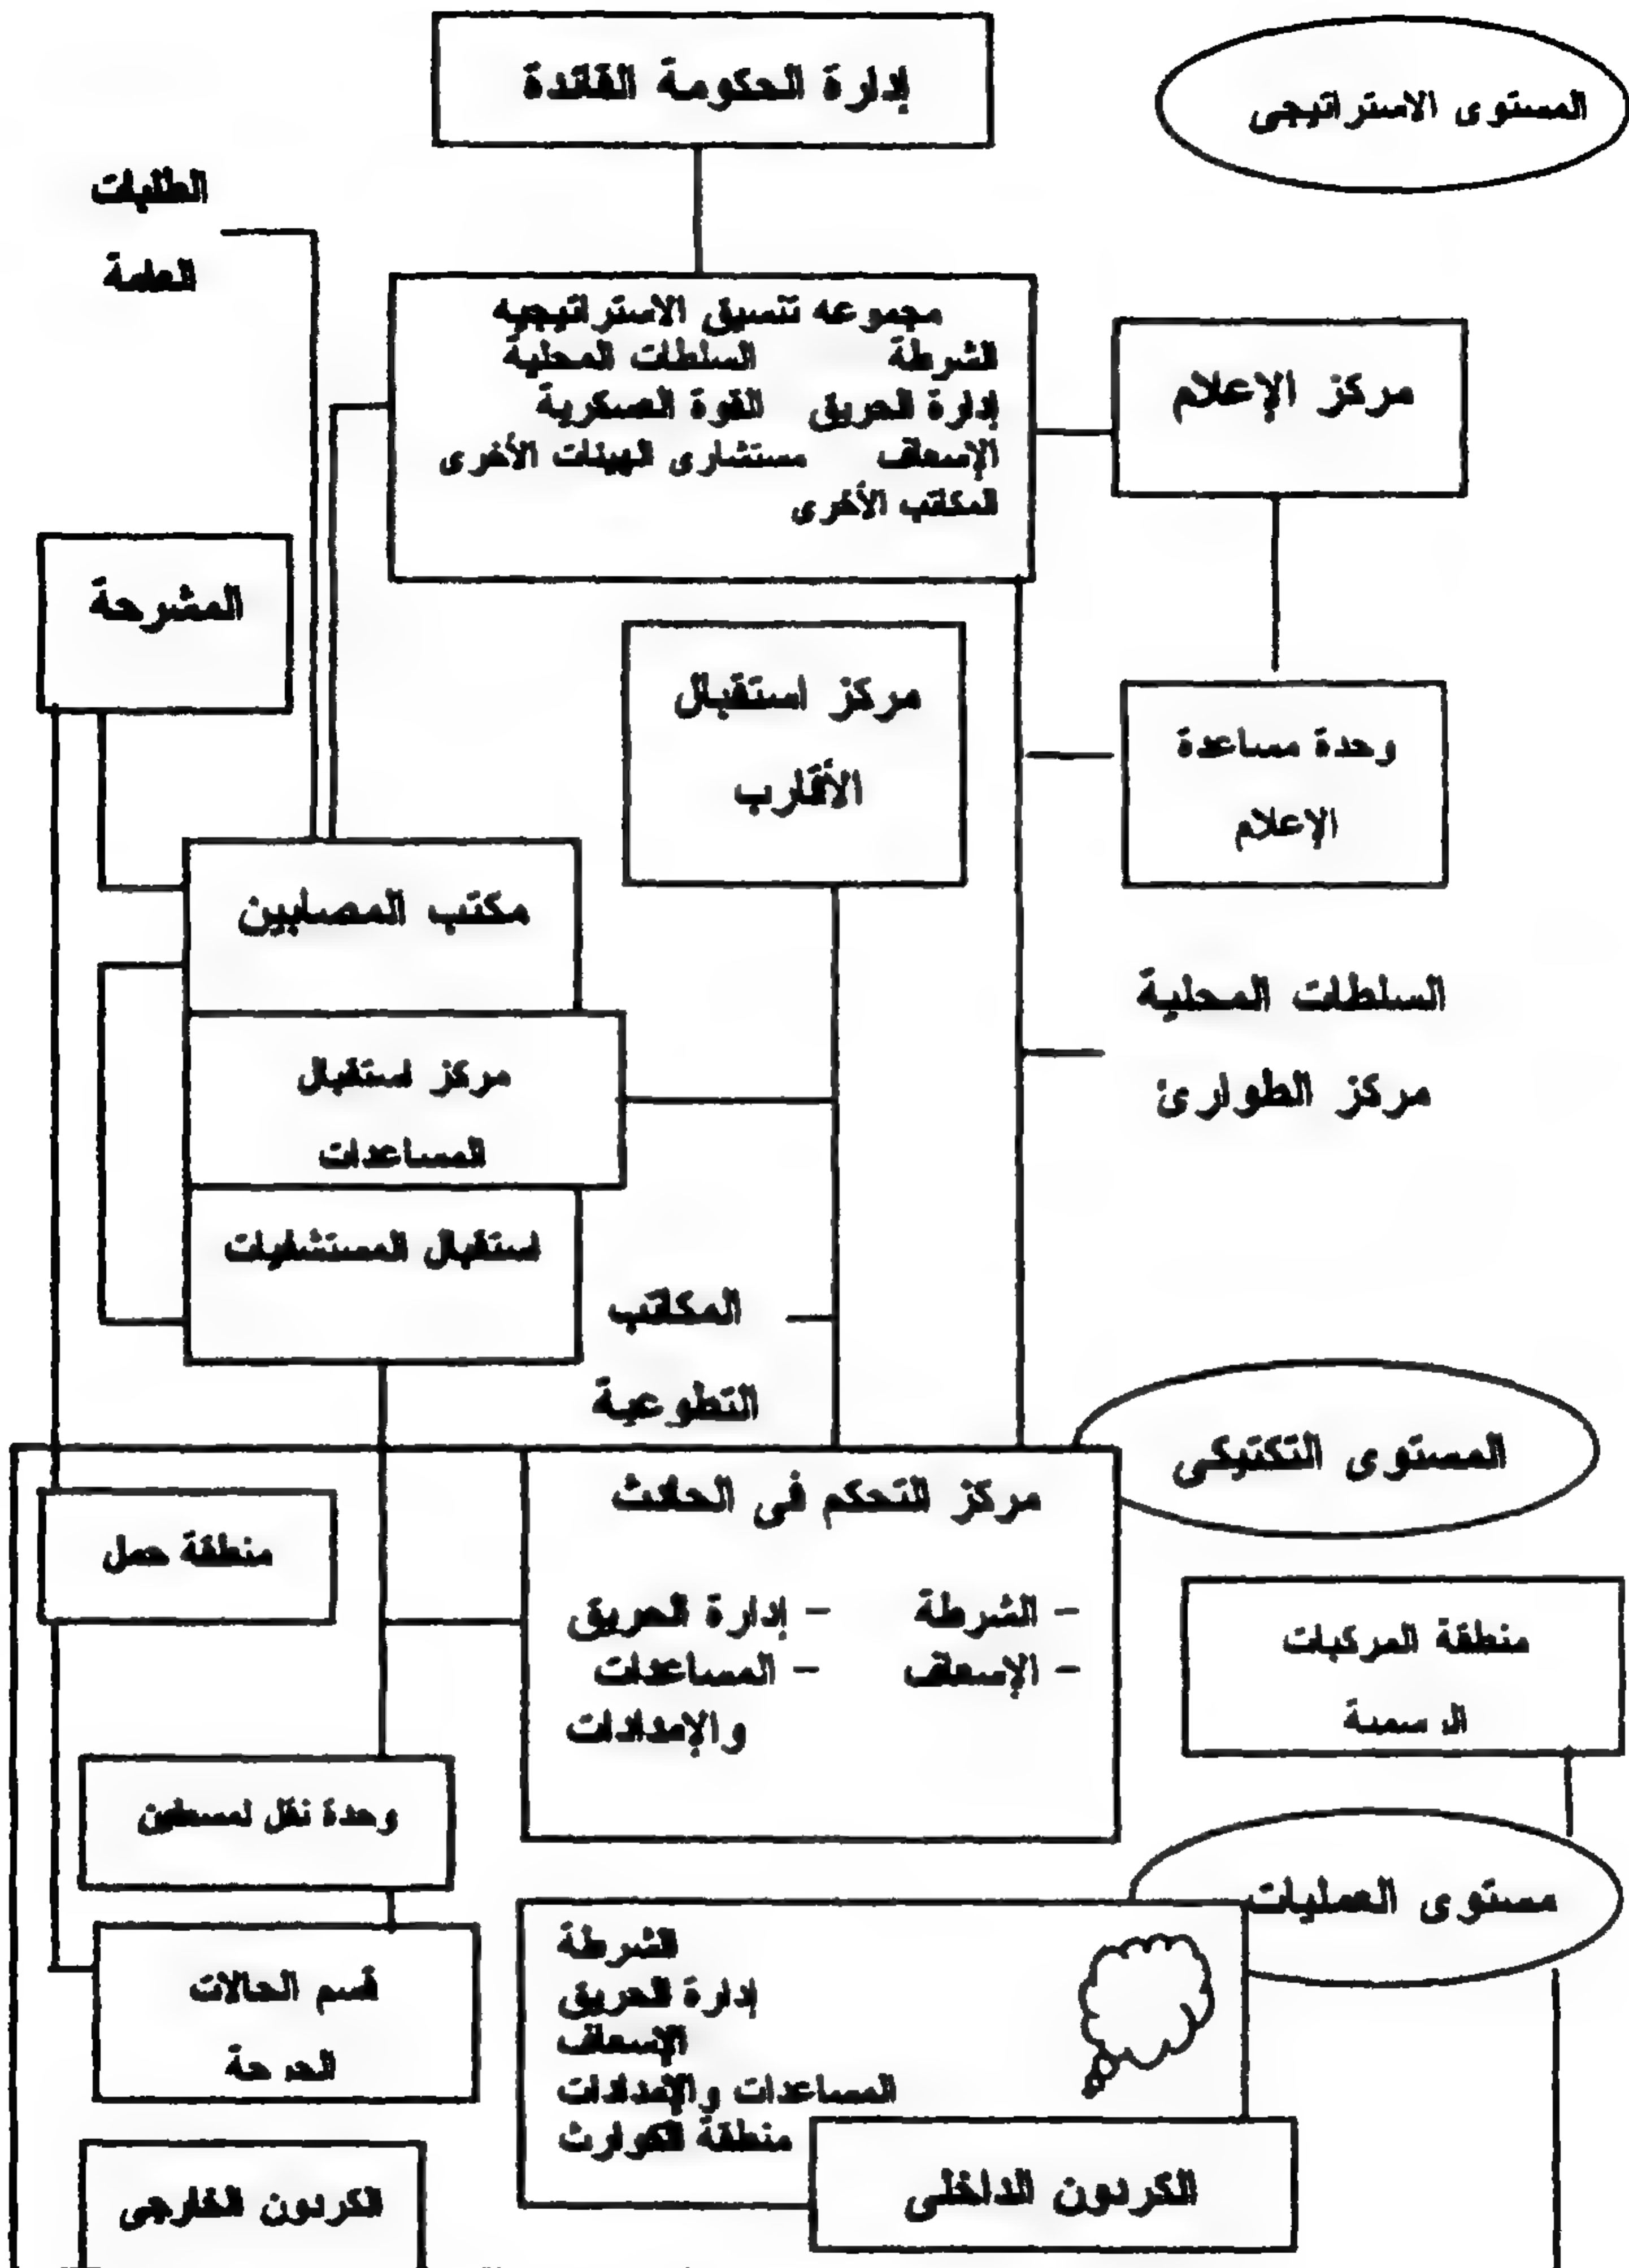 إدارة الحكومة القائدة
المستوى الاستراتيجى
الطلبات
العامة
مجموعه تنسيق الاستراتيجيه
الشرطة السلطات المحلية
إدارة الحريق القوة العسكرية
الإسعاف مستشارى الهيئات الأخرى
المكاتب الأخرى
مركز الإعلام
المشرحة
مركز استقبال
الأقارب
وحدة مساعدة
الإعلام
مكتب المصابين
السلطات المحلية
مركز الطوارئ
مركز استقبال
المساعدات
استقبال المستشفيات
المكاتب
التطوعية
المستوى التكتيكى
مركز التحكم فى الحادث
– الشرطة – إدارة الحريق
– الإسعاف – المساعدات
والإمدادات
منطقة حمل
منطقة المركبات
الرسمية
وحدة نقل
مستوى العمليات
الشرطة
إدارة الحريق
الإسعاف
المساعدات والإمدادات
منطقة الكوارث
قسم الحالات
الحرجة
الكردون الداخلى
الكردون الخارجى